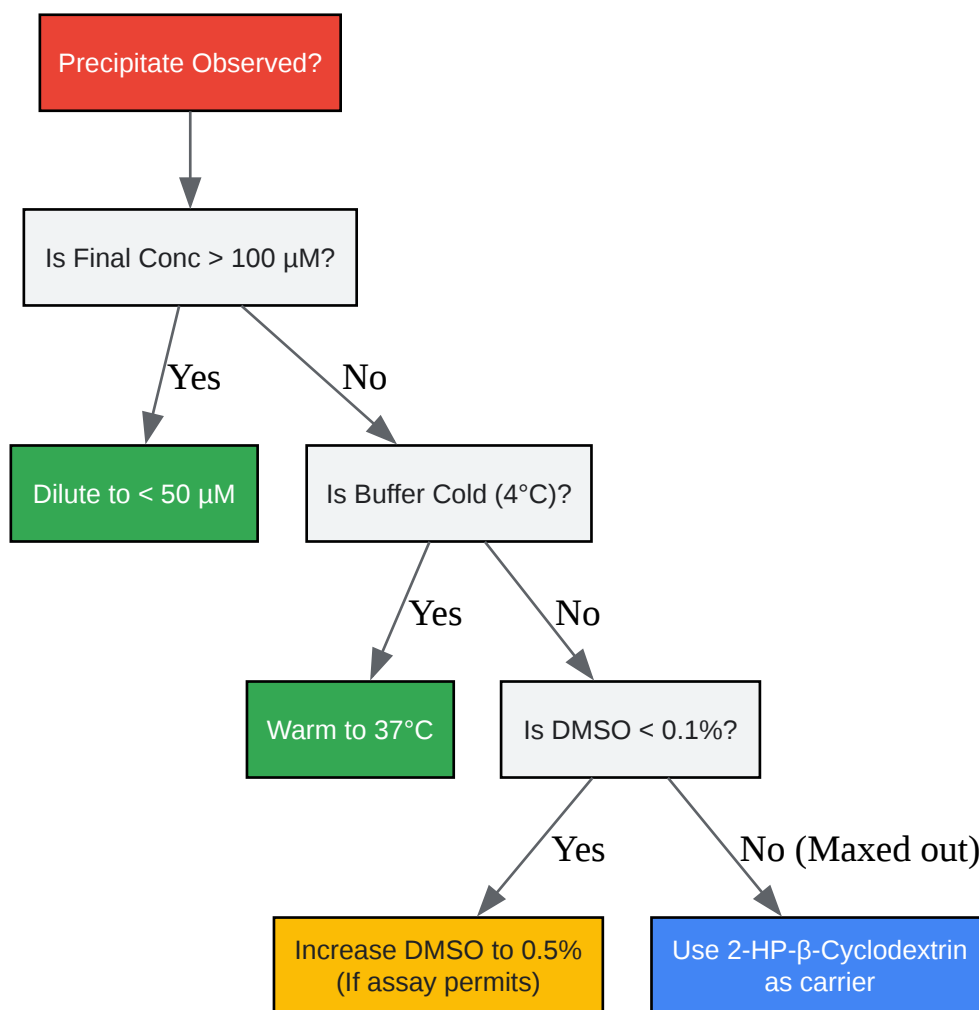 Precipitate Observed?
Is Final Conc > 100 µM?
Yes
No
Dilute to < 50 µM
Is Buffer Cold (4°C)?
Yes
No
Warm to 37°C
Is DMSO < 0.1%?
Yes
No (Maxed out)
Increase DMSO to 0.5%
(If assay permits)
Use 2-HP-β-Cyclodextrin
as carrier